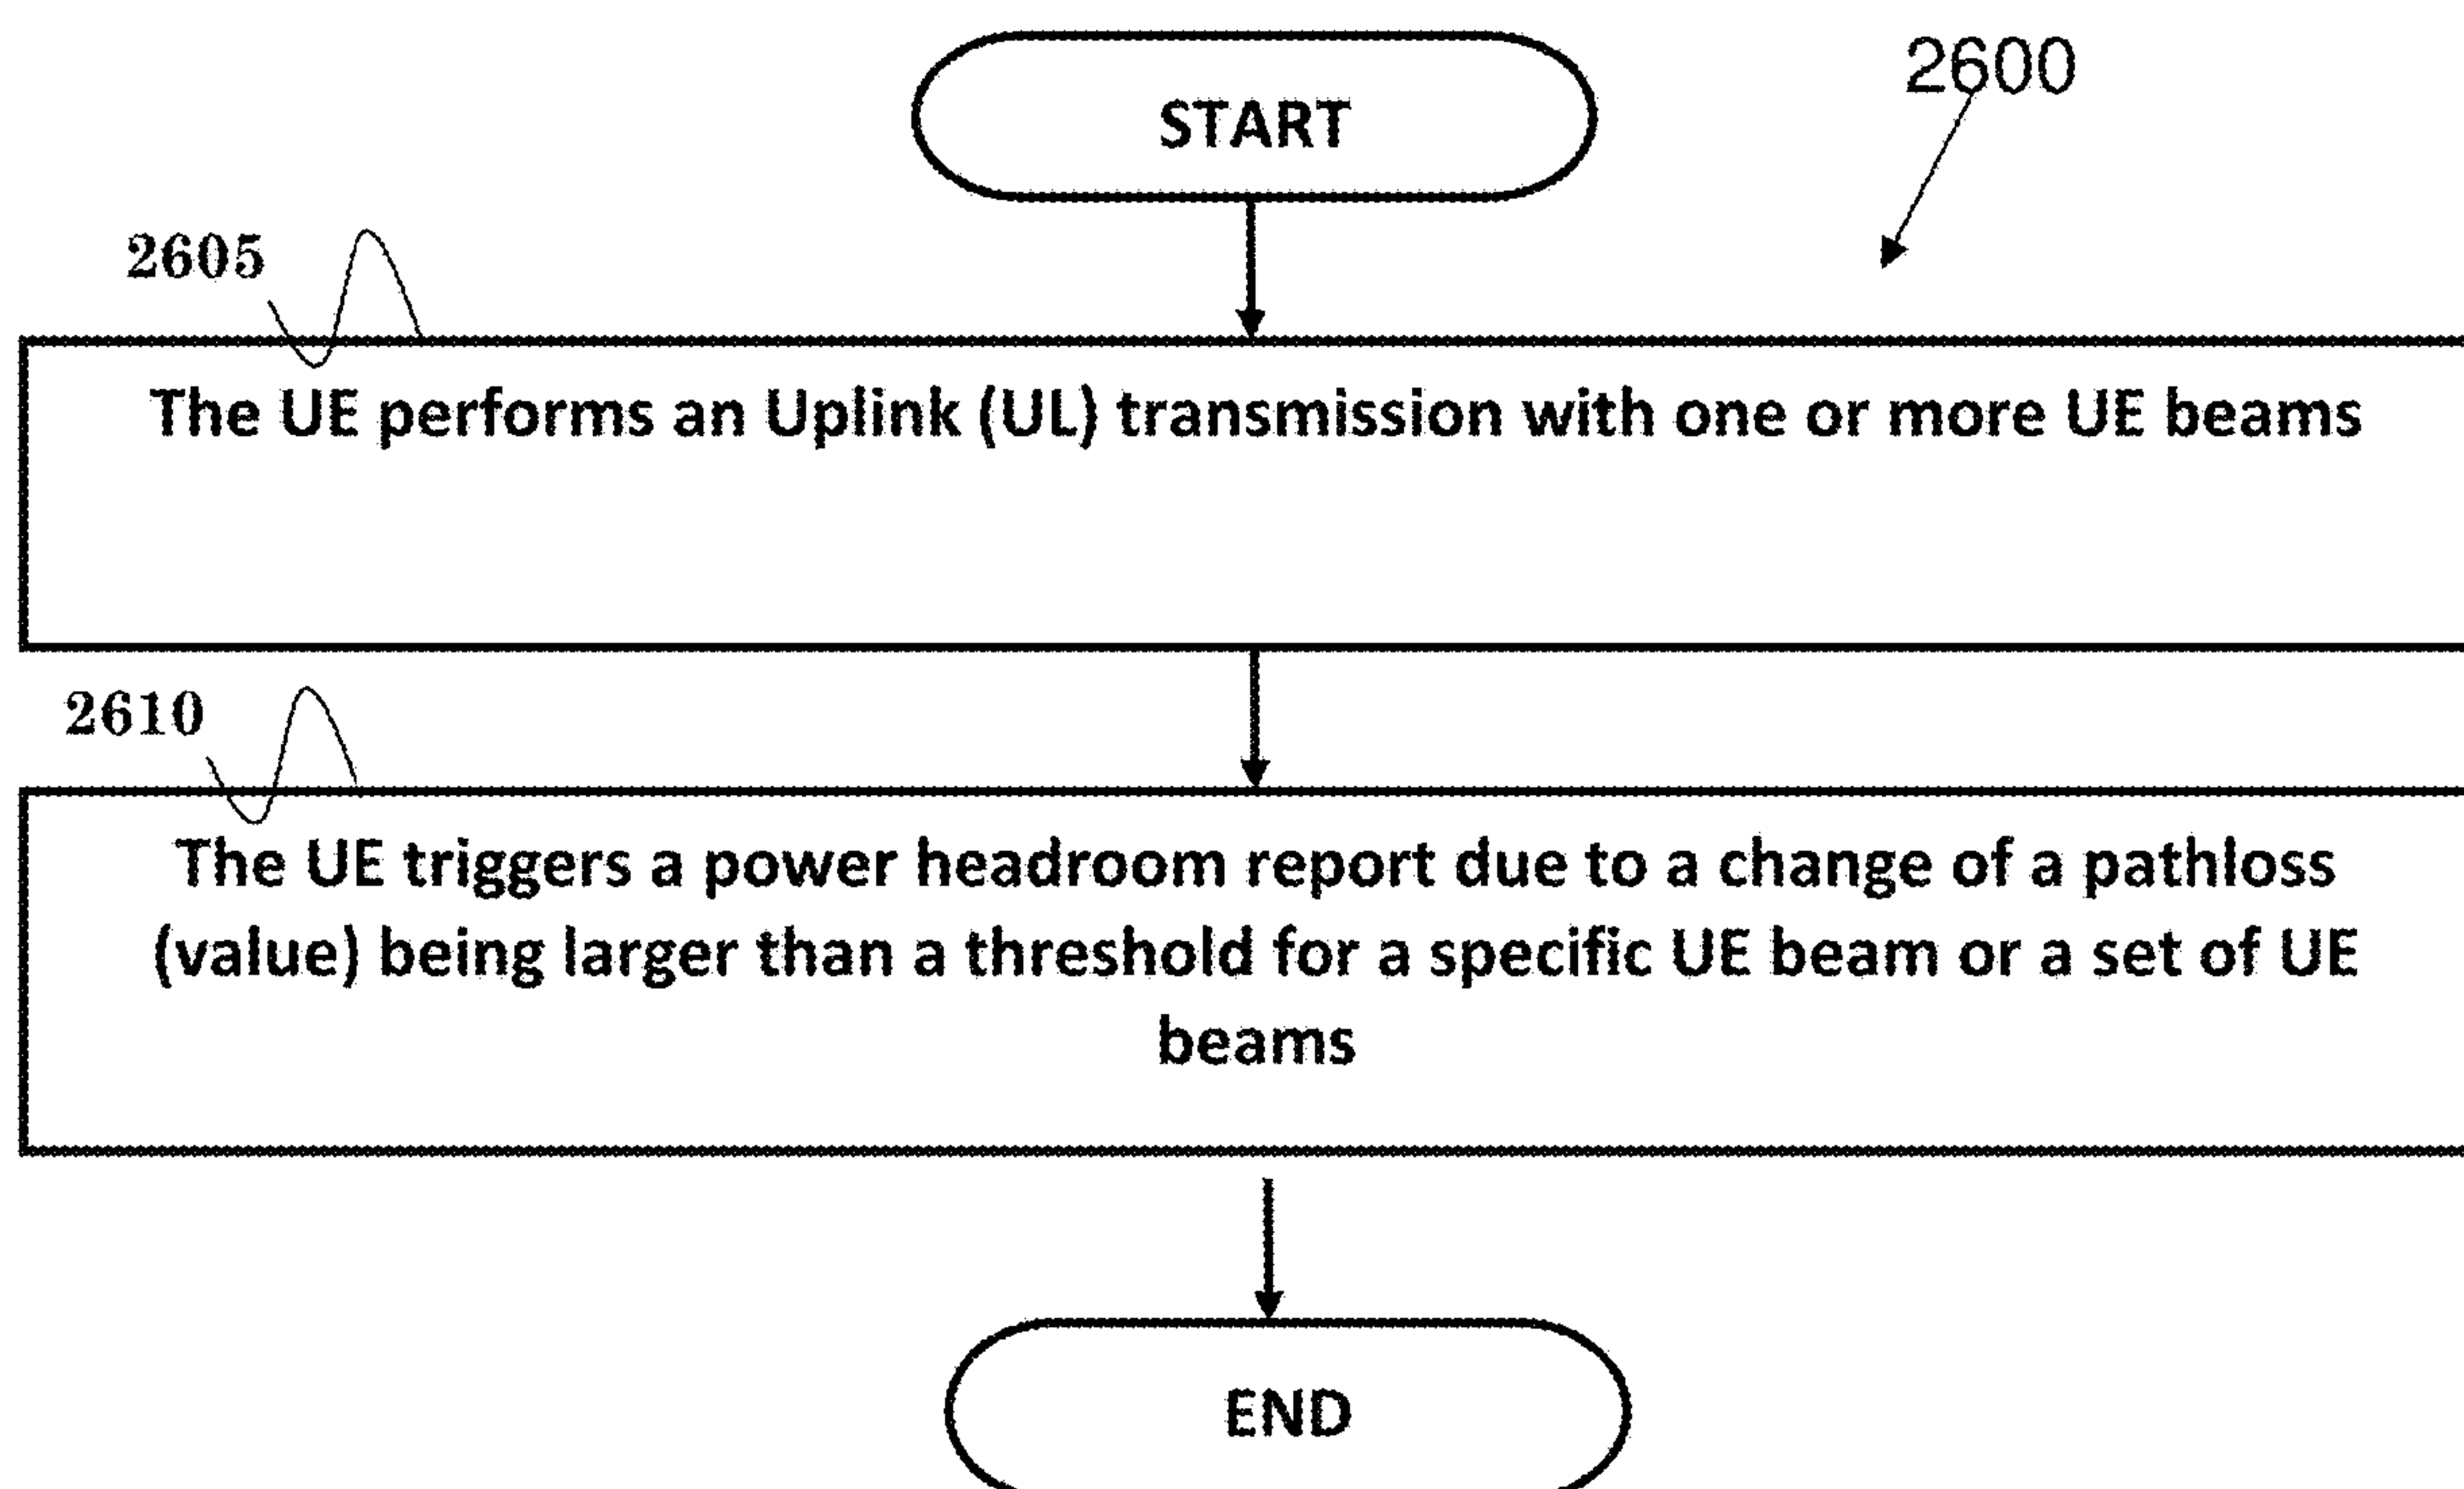 START
2600
2605
The UE performs an Uplink (UL) transmission with one or more UE beams
2610
The UE triggers a power headroom report due to a change of a pathloss
(value) being larger than a threshold for a specific UE beam or a set of UE
beams
END